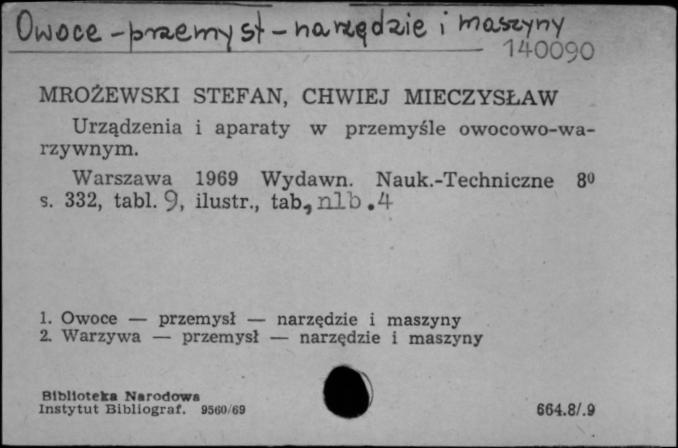 Owoce - przemysł - narzędzie i maszyny
140090
MROŻEWSKI STEFAN, CHWIEJ MIECZYSŁAW
Urządzenia i aparaty w przemyśle owocowo-wa-
rzywnym.
Warszawa 1969 Wydawn. Nauk.-Techniczne 8⁰
s. 332, tabl. 9, ilustr., tab., nlb. 4
1. Owoce — przemysł — narzędzie i maszyny
2. Warzywa — przemysł — narzędzie i maszyny
Biblioteka Narodowa
Instytut Bibliograf. 9560/69
664.8/.9